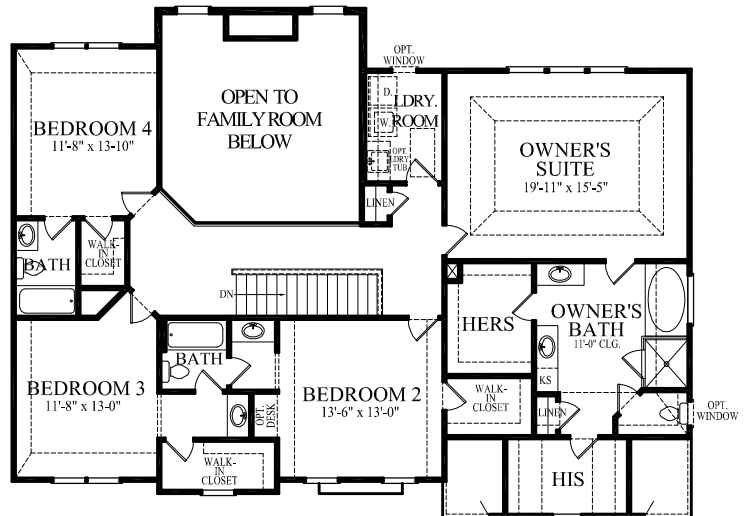 OPT.
WINDOW
OPEN TO
FAMILY ROOM
BELOW
D.
W.
LDRY.
ROOM
OPT.
LDRY
TUB
BEDROOM 4
11'-8" x 13-10"
OWNER'S
SUITE
19'-11" x 15'-5"
LINEN
WALK-
IN
CLOSET
BATH
DN
HERS
OWNER'S
BATH
11'-0" CLG.
KS
BATH
BEDROOM 3
11'-8" x 13-0"
OPT.
DESK
BEDROOM 2
13'-6" x 13'-0"
WALK-
IN
CLOSET
LINEN
OPT.
WINDOW
WALK-
IN
CLOSET
HIS